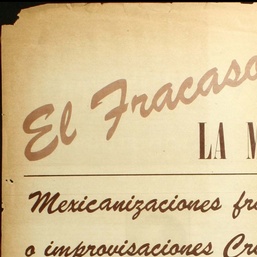 El Fracaso
LA M
Mexicanizaciones fr
o improvisaciones Cr